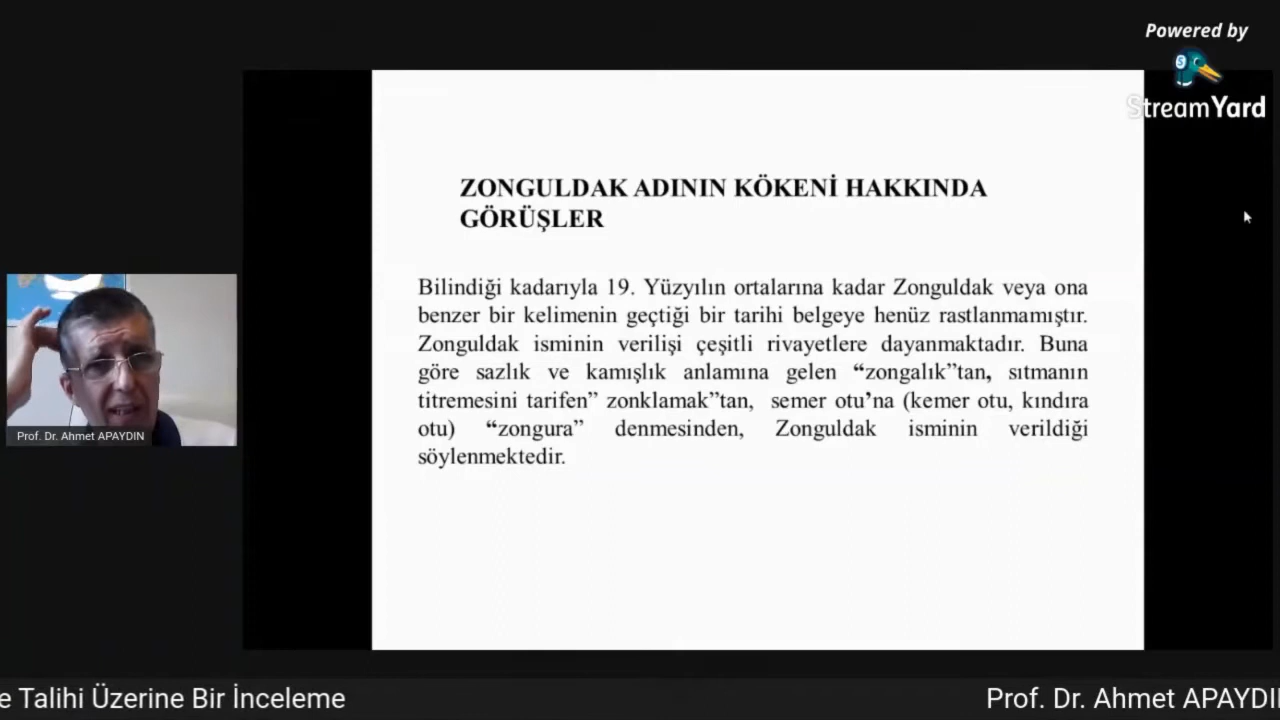 Powered by
StreamYard
ZONGULDAK ADININ KÖKENİ HAKKINDA
GÖRÜŞLER
Bilindiği kadarıyla 19. Yüzyılın ortalarına kadar Zonguldak veya ona
benzer bir kelimenin geçtiği bir tarihi belgeye henüz rastlanmamıştır.
Zonguldak isminin verilişi çeşitli rivayetlere dayanmaktadır. Buna
göre sazlık ve kamışlık anlamına gelen “zongalık”tan, sıtmanın
titremesini tarifen” zonklamak”tan, semer otu’na (kemer otu, kındıra
otu) “zongura” denmesinden, Zonguldak isminin verildiği
söylenmektedir.
Prof. Dr. Ahmet APAYDIN
e Talihi Üzerine Bir İnceleme
Prof. Dr. Ahmet APAYDI